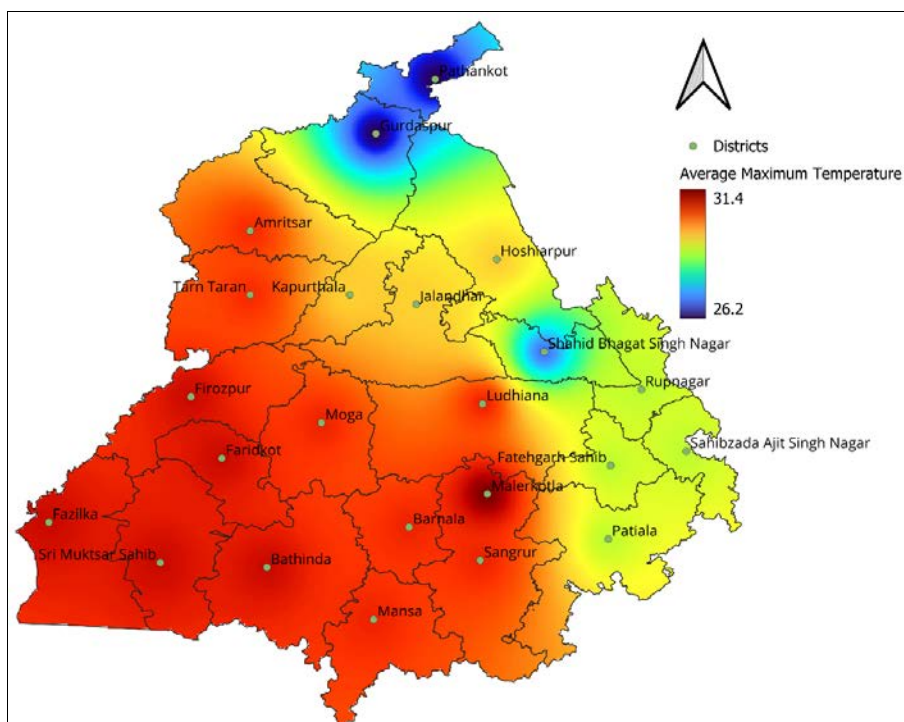 Pathankot
Gurdaspur
Districts
Average Maximum Temperature
31.4
26.2
Amritsar
Hoshiarpur
Tarn Taran
Kapurthala
Jalandhar
Shahid Bhagat Singh Nagar
Firozpur
Rupnagar
Ludhiana
Moga
Sahibzada Ajit Singh Nagar
Faridkot
Fatehgarh Sahib
Malerkotla
Fazilka
Barnala
Patiala
Sri Muktsar Sahib
Bathinda
Sangrur
Mansa